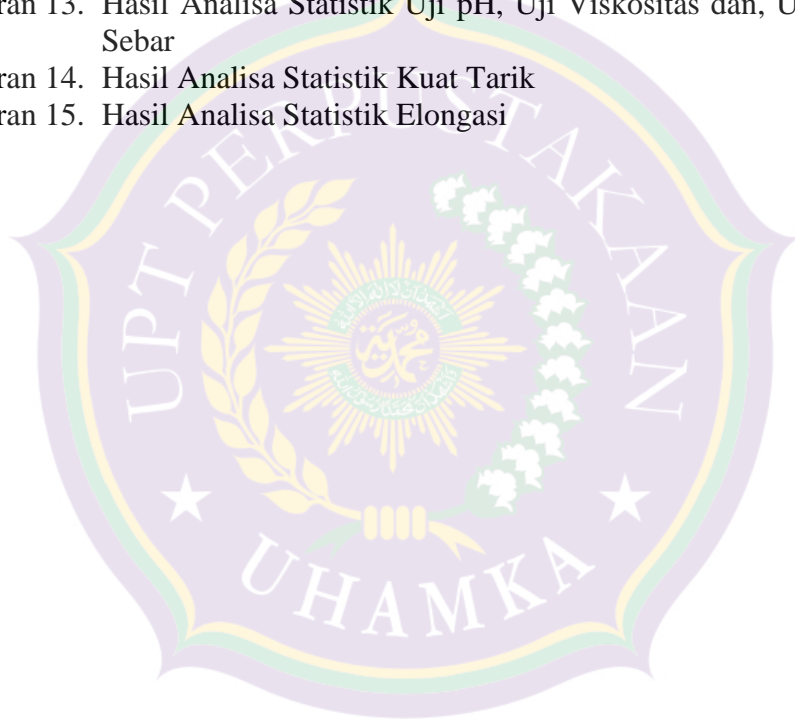 ran 13. Hasil Analisa Statistik Uji pH, Uji Viskositas dan, U
Sebar
ran 14. Hasil Analisa Statistik Kuat Tarik
ran 15. Hasil Analisa Statistik Elongasi
UPT PERPUSTAKAAN
محمدية
UHAMKA